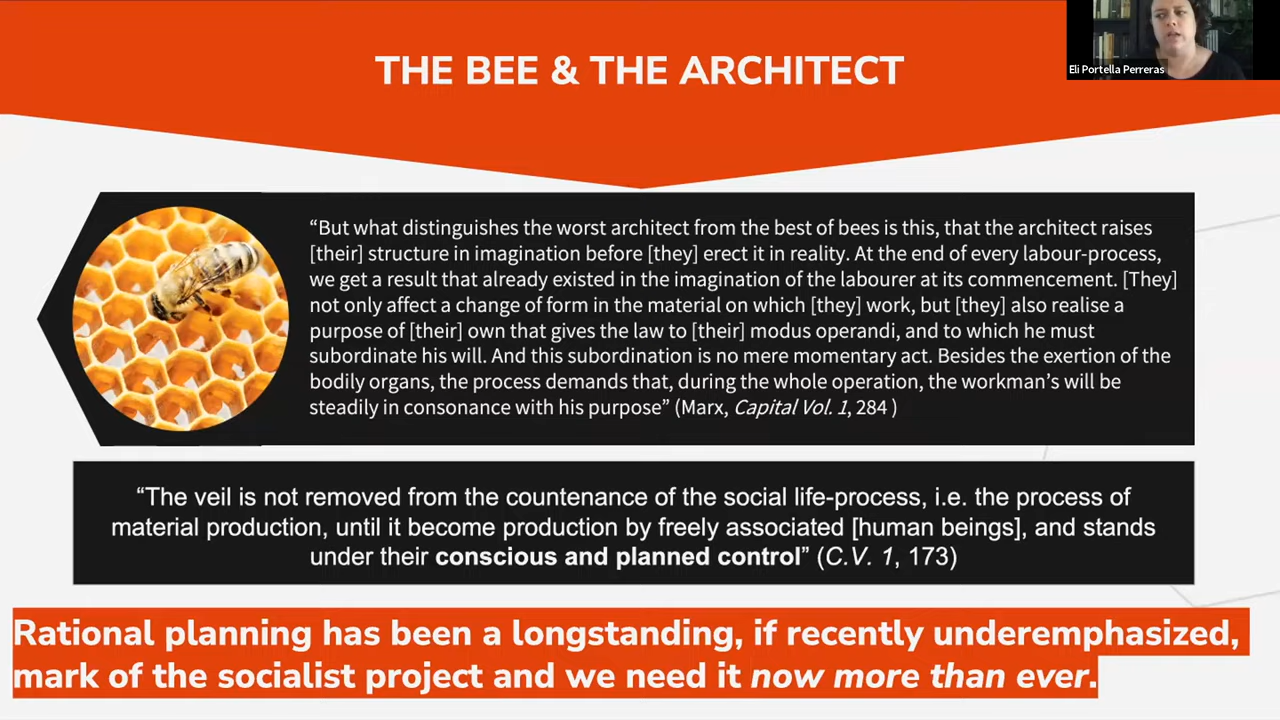 THE BEE & THE ARCHITECT
Eli Portella Perreras
“But what distinguishes the worst architect from the best of bees is this, that the architect raises
[their] structure in imagination before [they] erect it in reality. At the end of every labour-process,
we get a result that already existed in the imagination of the labourer at its commencement. [They]
not only affect a change of form in the material on which [they] work, but [they] also realise a
purpose of [their] own that gives the law to [their] modus operandi, and to which he must
subordinate his will. And this subordination is no mere momentary act. Besides the exertion of the
bodily organs, the process demands that, during the whole operation, the workman’s will be
steadily in consonance with his purpose” (Marx, Capital Vol. 1, 284 )
“The veil is not removed from the countenance of the social life-process, i.e. the process of
material production, until it become production by freely associated [human beings], and stands
under their conscious and planned control” (C.V. 1, 173)
Rational planning has been a longstanding, if recently underemphasized,
mark of the socialist project and we need it now more than ever.